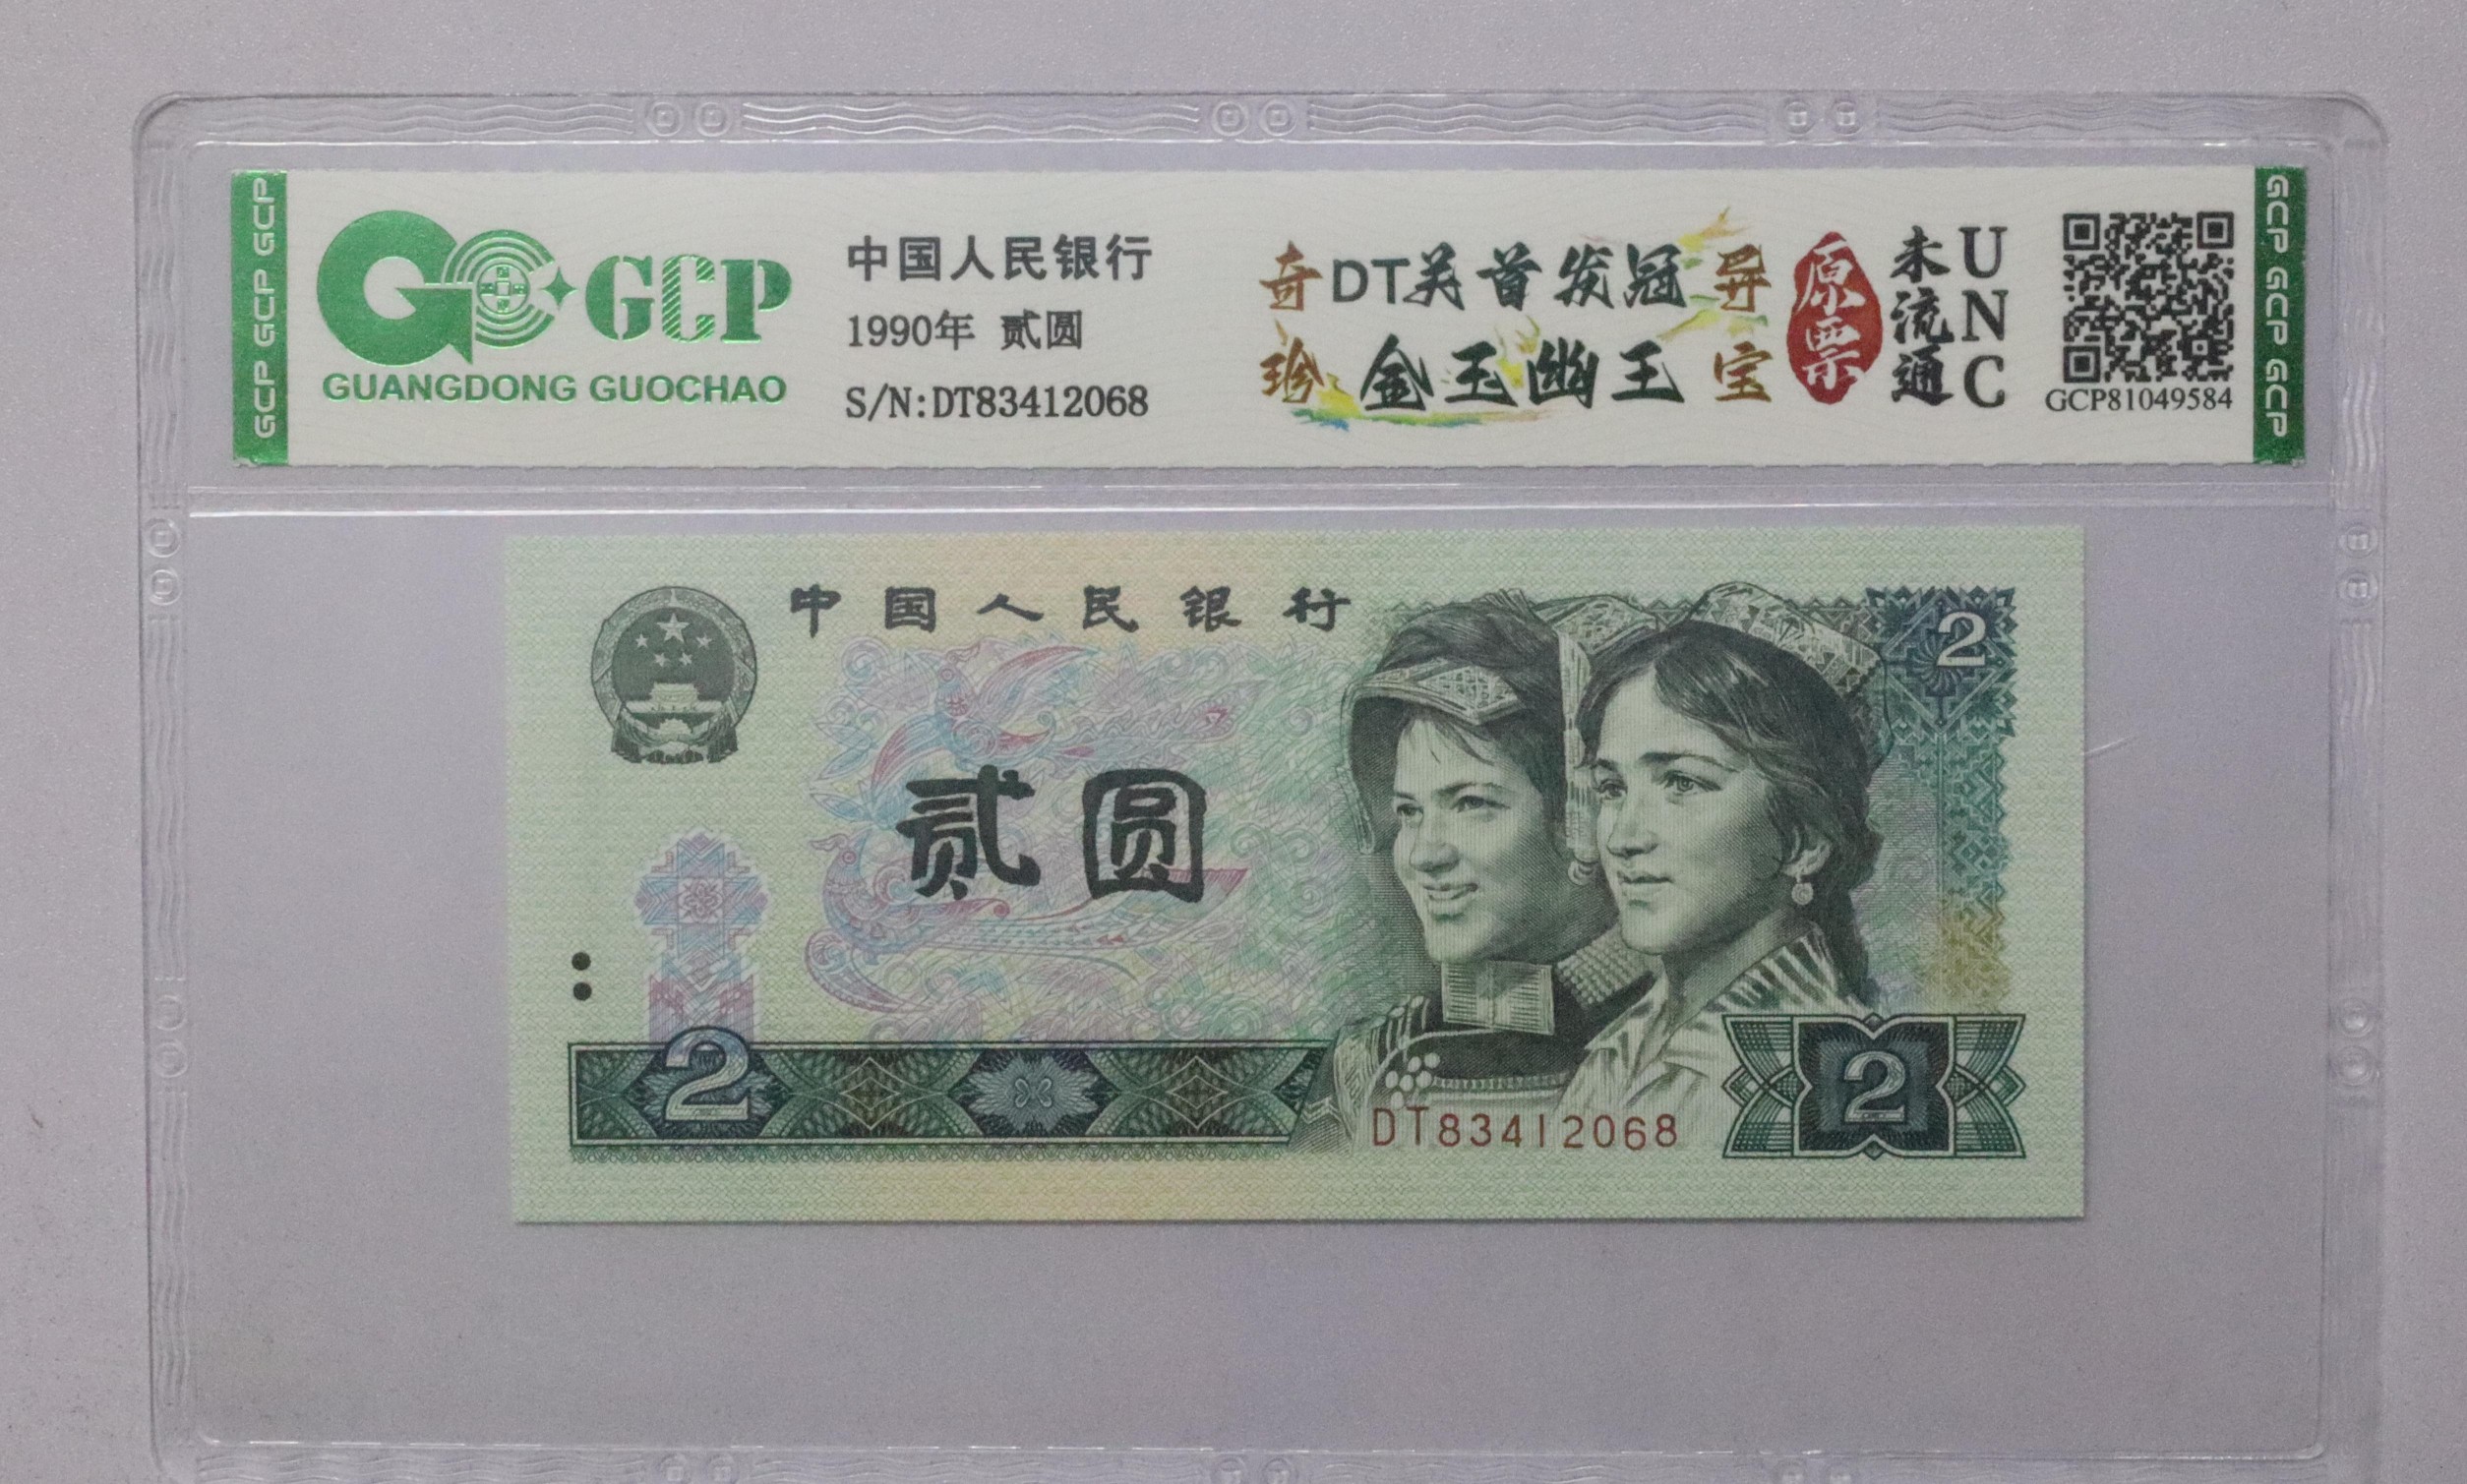 GCP GCP GCP
GCP
GUANGDONG GUOCHAO
中国人民银行
1990年 贰圆
S/N:DT83412068
奇DT关首发冠异
珍金玉幽王宝
原票
未流通
UNC
GCP81049584
GCP GCP GCP
中国人民银行
2
贰圆
2
DT83412068
2